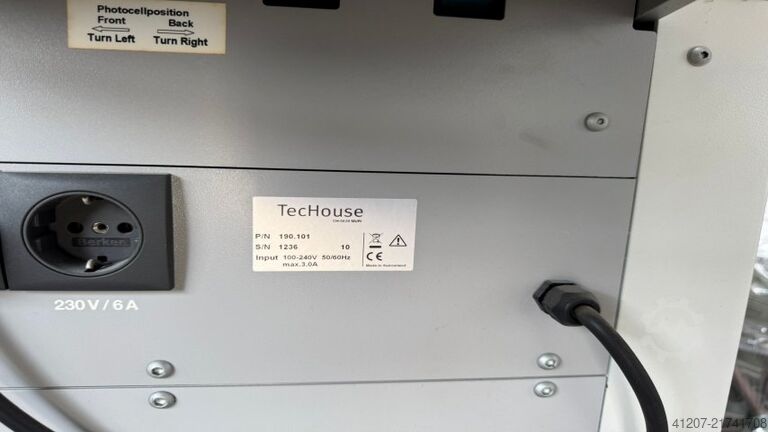 Photocellposition
Front Back
Turn Left Turn Right
TecHouse
P/N 190.101
S/N 1236 10
Input 100-240V 50/60Hz
max.3.0A
CE
Made in Switzerland
Berker
230V/6A
41207-21741708